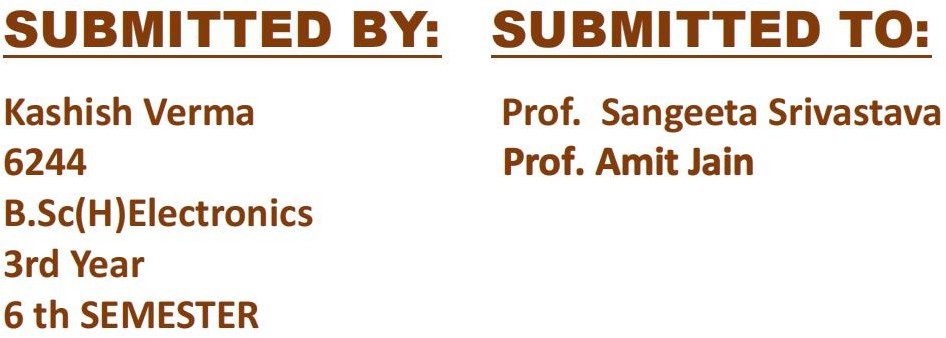 SUBMITTED BY:
Kashish Verma
6244
B.Sc(H)Electronics
3rd Year
6 th SEMESTER
SUBMITTED TO:
Prof. Sangeeta Srivastava
Prof. Amit Jain